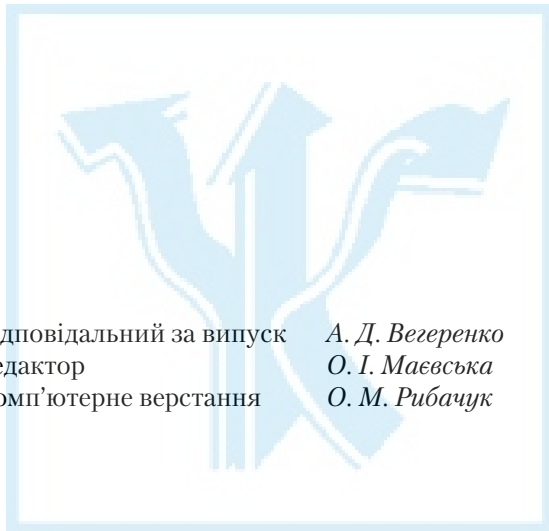 дповідальний за випуск А. Д. Вегеренко
едактор О. І. Маєвська
омп’ютерне верстання О. М. Рибачук